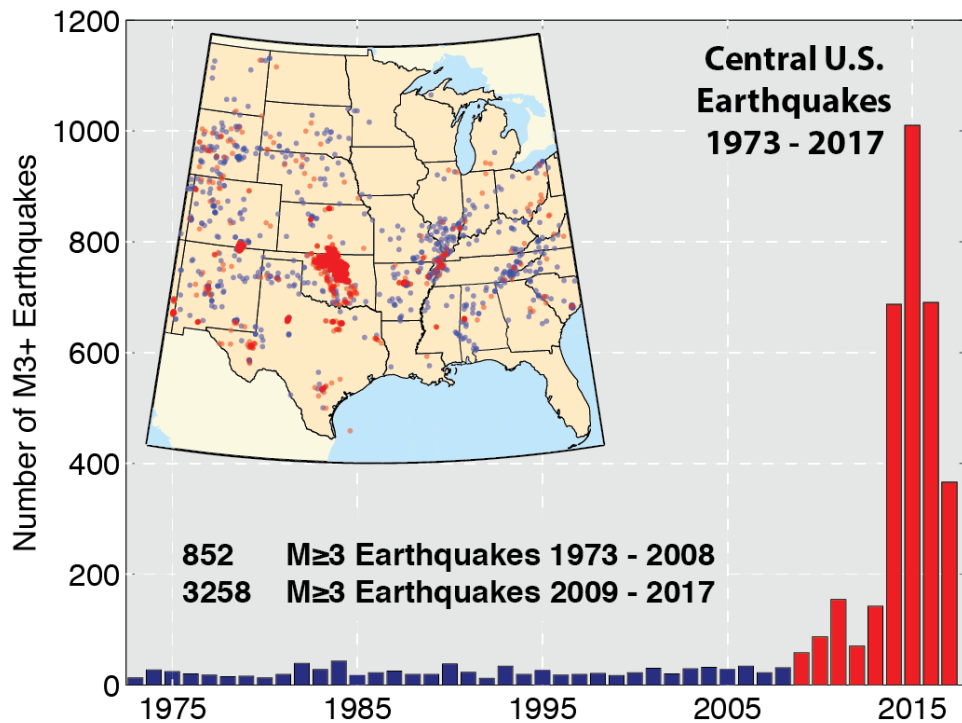 Central U.S.
Earthquakes
1973 - 2017
Number of M3+ Earthquakes
1200
1000
800
600
400
200
0
852 M≥3 Earthquakes 1973 - 2008
3258 M≥3 Earthquakes 2009 - 2017
1975 1985 1995 2005 2015